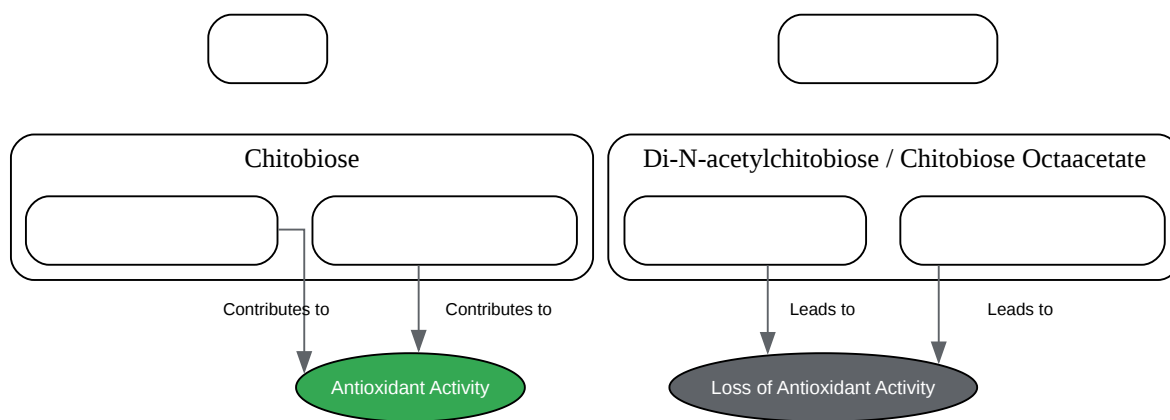 Chitobiose
Di-N-acetylchitobiose / Chitobiose Octaacetate
Contributes to
Contributes to
Leads to
Leads to
Antioxidant Activity
Loss of Antioxidant Activity